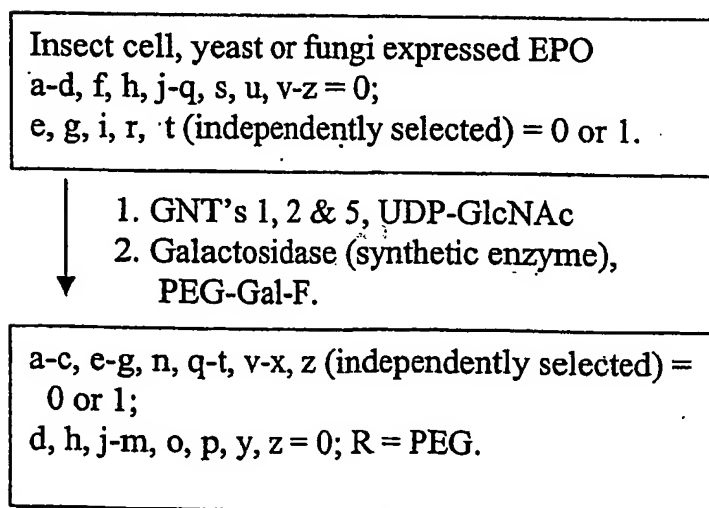 Insect cell, yeast or fungi expressed EPO
a-d, f, h, j-q, s, u, v-z = 0;
e, g, i, r, t (independently selected) = 0 or 1.
1. GNT's 1, 2 & 5, UDP-GlcNAc
2. Galactosidase (synthetic enzyme),
PEG-Gal-F.
a-c, e-g, n, q-t, v-x, z (independently selected) =
0 or 1;
d, h, j-m, o, p, y, z = 0; R = PEG.